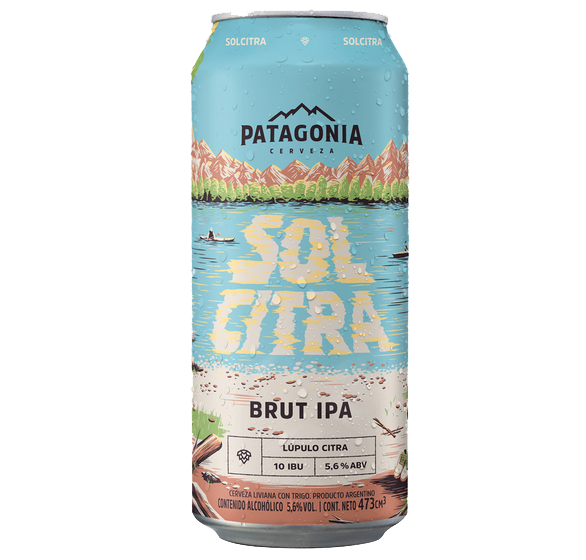 SOLCITRA SOLCITRA
PATAGONIA
CERVEZA
SOL
CITRA
BRUT IPA
LÚPULO CITRA
10 IBU 5,6 % ABV
CERVEZA LIVIANA CON TRIGO. PRODUCTO ARGENTINO
CONTENIDO ALCOHÓLICO 5,6% VOL. | CONT. NETO 473CM³